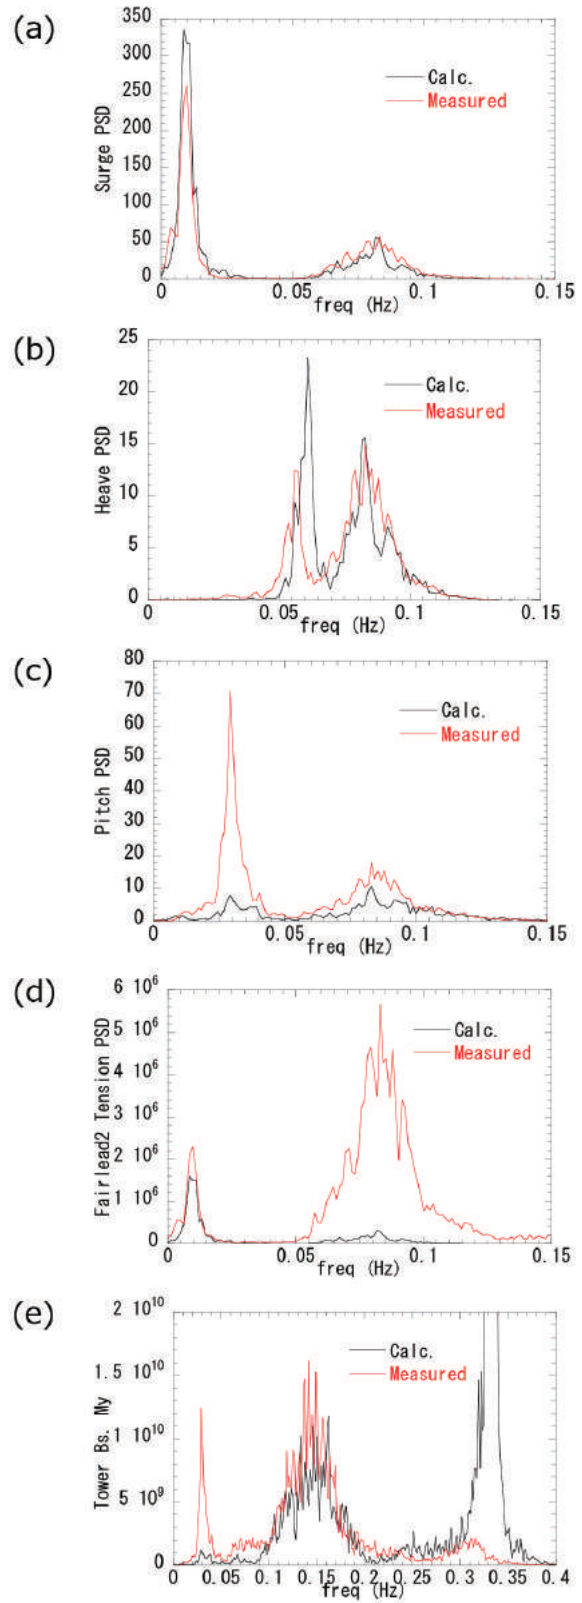 (a)
350
300
250
200
150
100
50
0
Surge PSD
Calc.
Measured
0 0.05 0.1 0.15
freq (Hz)
(b)
25
20
15
10
5
0
Heave PSD
Calc.
Measured
0 0.05 0.1 0.15
freq (Hz)
(c)
80
70
60
50
40
30
20
10
0
Pitch PSD
Calc.
Measured
0 0.05 0.1 0.15
freq (Hz)
(d)
6 10⁶
5 10⁶
4 10⁶
3 10⁶
2 10⁶
1 10⁶
0
Fairlead2 Tension PSD
Calc.
Measured
0 0.05 0.1 0.15
freq (Hz)
(e)
2 10¹⁰
1.5 10¹⁰
1 10¹⁰
5 10⁹
0
Tower Bs. My
Calc.
Measured
0 0.05 0.1 0.15 0.2 0.25 0.3 0.35 0.4
freq (Hz)